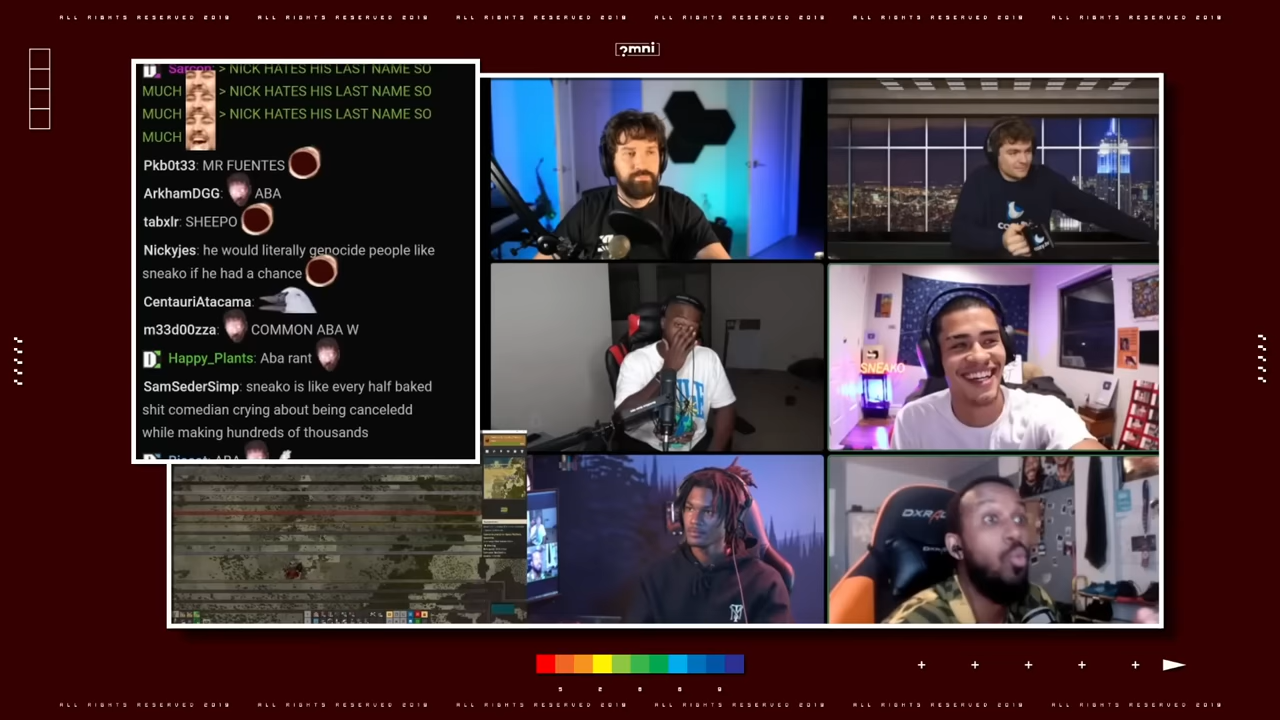 ALL RIGHTS RESERVED 2019 ALL RIGHTS RESERVED 2019 ALL RIGHTS RESERVED 2019 ALL RIGHTS RESERVED 2019 ALL RIGHTS RESERVED 2019 ALL RIGHTS RESERVED 2019
?mni
Sarcon: > NICK HATES HIS LAST NAME SO
MUCH > NICK HATES HIS LAST NAME SO
MUCH > NICK HATES HIS LAST NAME SO
MUCH
Pkb0t33: MR FUENTES
ArkhamDGG: ABA
tabxlr: SHEEPO
Nickyjes: he would literally genocide people like
sneako if he had a chance
CentauriAtacama:
m33d00zza: COMMON ABA W
Happy_Plants: Aba rant
SamSederSimp: sneako is like every half baked
shit comedian crying about being canceledd
while making hundreds of thousands
ABA
SNEAKO
ALL RIGHTS RESERVED 2019 ALL RIGHTS RESERVED 2019 ALL RIGHTS RESERVED 2019 ALL RIGHTS RESERVED 2019 ALL RIGHTS RESERVED 2019 ALL RIGHTS RESERVED 2019